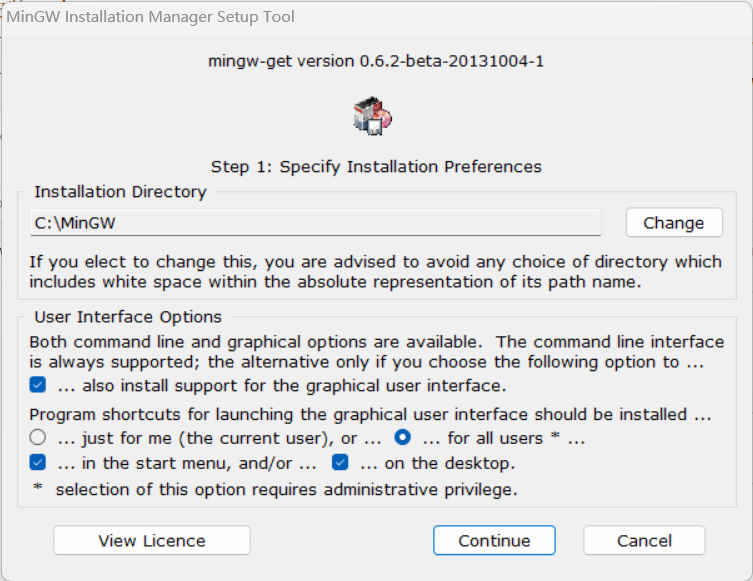 MinGW Installation Manager Setup Tool
mingw-get version 0.6.2-beta-20131004-1
Step 1: Specify Installation Preferences
Installation Directory
C:\MinGW
Change
If you elect to change this, you are advised to avoid any choice of directory which
includes white space within the absolute representation of its path name.
User Interface Options
Both command line and graphical options are available.  The command line interface
is always supported; the alternative only if you choose the following option to ...
... also install support for the graphical user interface.
Program shortcuts for launching the graphical user interface should be installed ...
... just for me (the current user), or ... ... for all users * ...
... in the start menu, and/or ... ... on the desktop.
*  selection of this option requires administrative privilege.
View Licence
Continue
Cancel